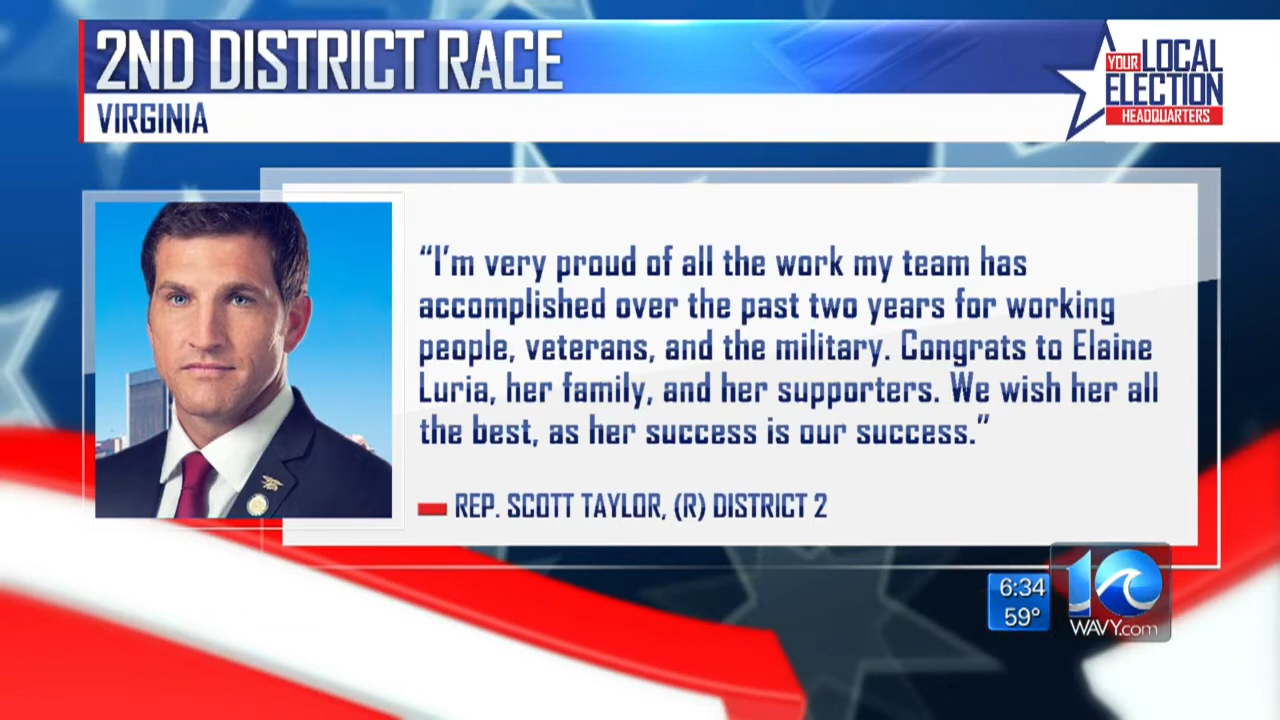 2ND DISTRICT RACE
VIRGINIA
YOUR LOCAL
ELECTION
HEADQUARTERS
“I’m very proud of all the work my team has
accomplished over the past two years for working
people, veterans, and the military. Congrats to Elaine
Luria, her family, and her supporters. We wish her all
the best, as her success is our success.”
REP. SCOTT TAYLOR, (R) DISTRICT 2
6:34
59°
10
WAVY.com